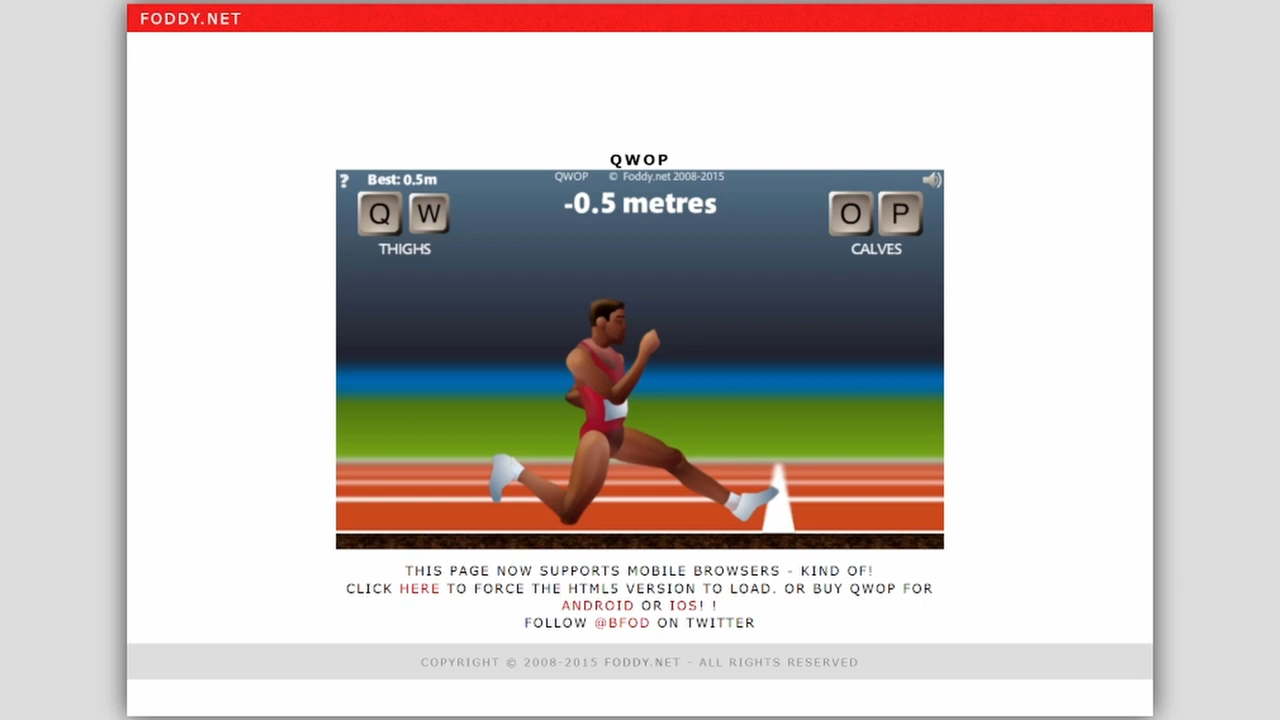 FODDY.NET
QWOP
? Best: 0.5m QWOP © Foddy.net 2008-2015
-0.5 metres
Q W O P
THIGHS CALVES
THIS PAGE NOW SUPPORTS MOBILE BROWSERS - KIND OF!
CLICK HERE TO FORCE THE HTML5 VERSION TO LOAD. OR BUY QWOP FOR
ANDROID OR IOS! !
FOLLOW @BFOD ON TWITTER
COPYRIGHT © 2008-2015 FODDY.NET - ALL RIGHTS RESERVED